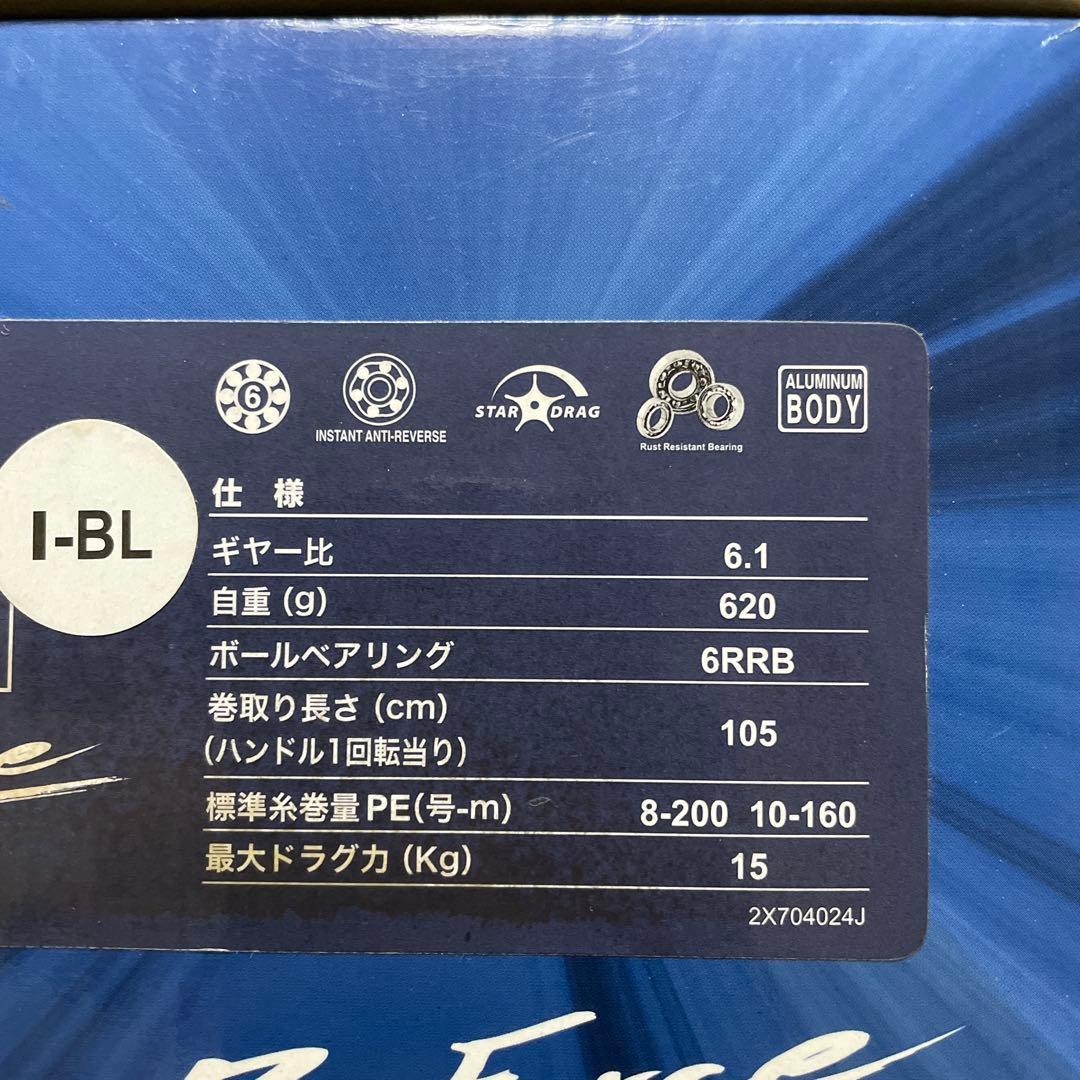 6
INSTANT ANTI-REVERSE
STAR DRAG
Rust Resistant Bearing
ALUMINUM
BODY
I-BL
仕 様
ギヤー比 6.1
自重 (g) 620
ボールベアリング 6RRB
巻取り長さ (cm)
(ハンドル1回転当り) 105
標準糸巻量 PE(号-m) 8-200 10-160
最大ドラグ力 (Kg) 15
2X704024J